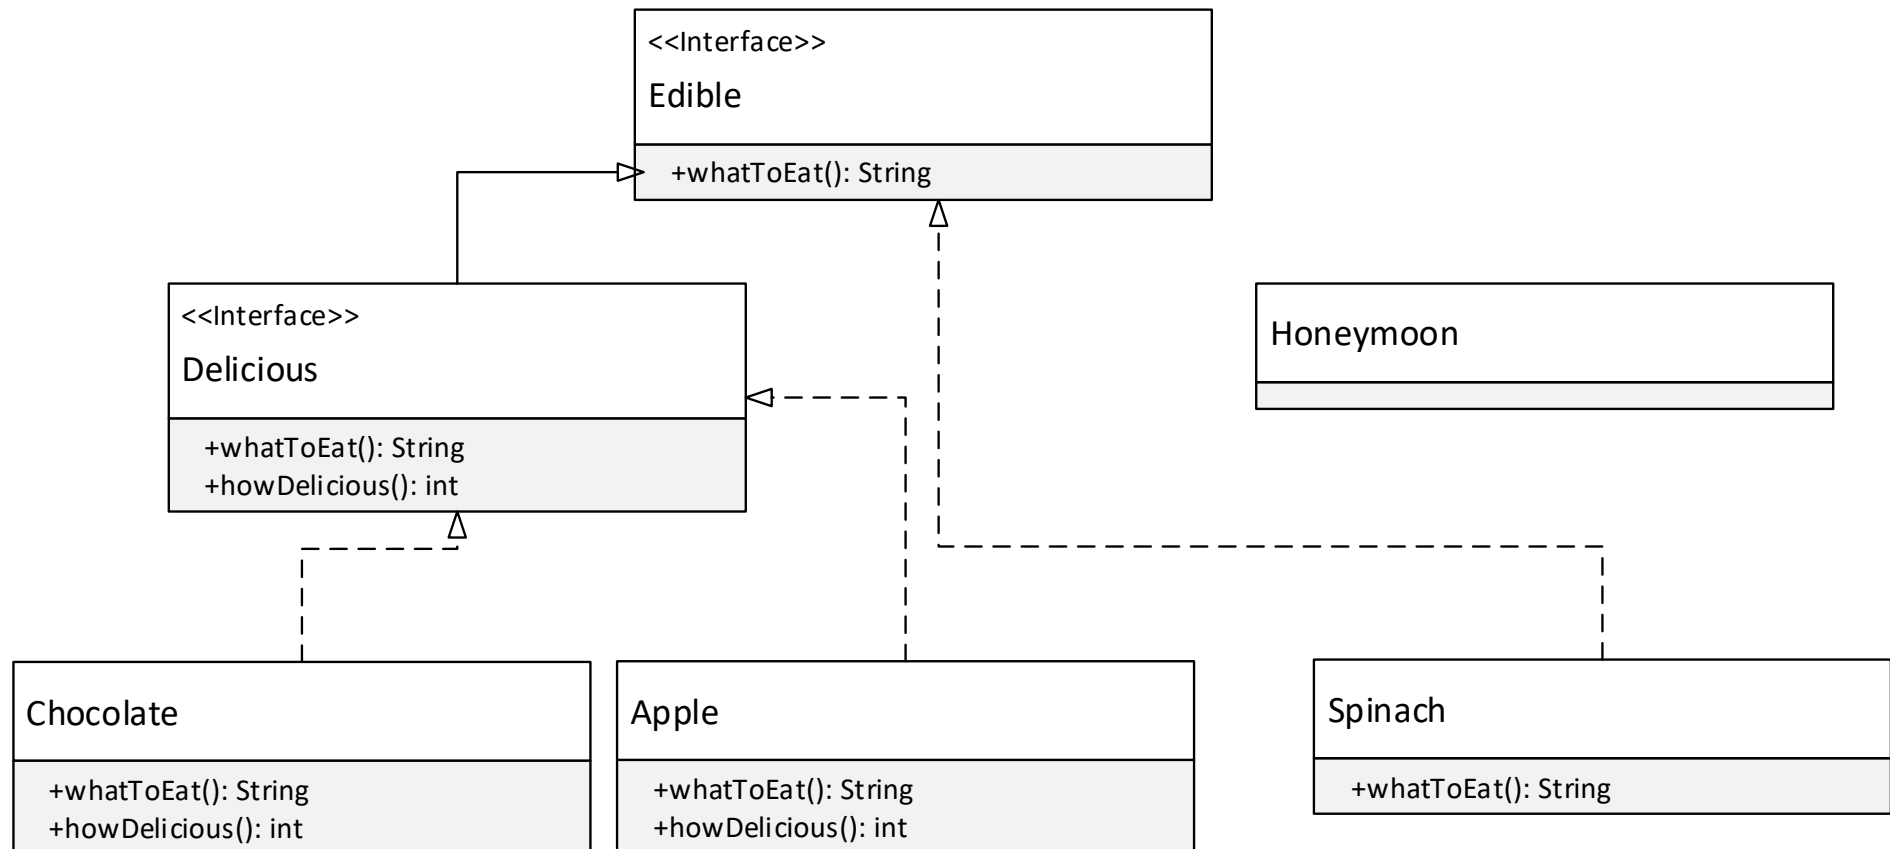 <<Interface>>
Edible
+whatToEat(): String
<<Interface>>
Delicious
+whatToEat(): String
+howDelicious(): int
Honeymoon
Chocolate
+whatToEat(): String
+howDelicious(): int
Apple
+whatToEat(): String
+howDelicious(): int
Spinach
+whatToEat(): String